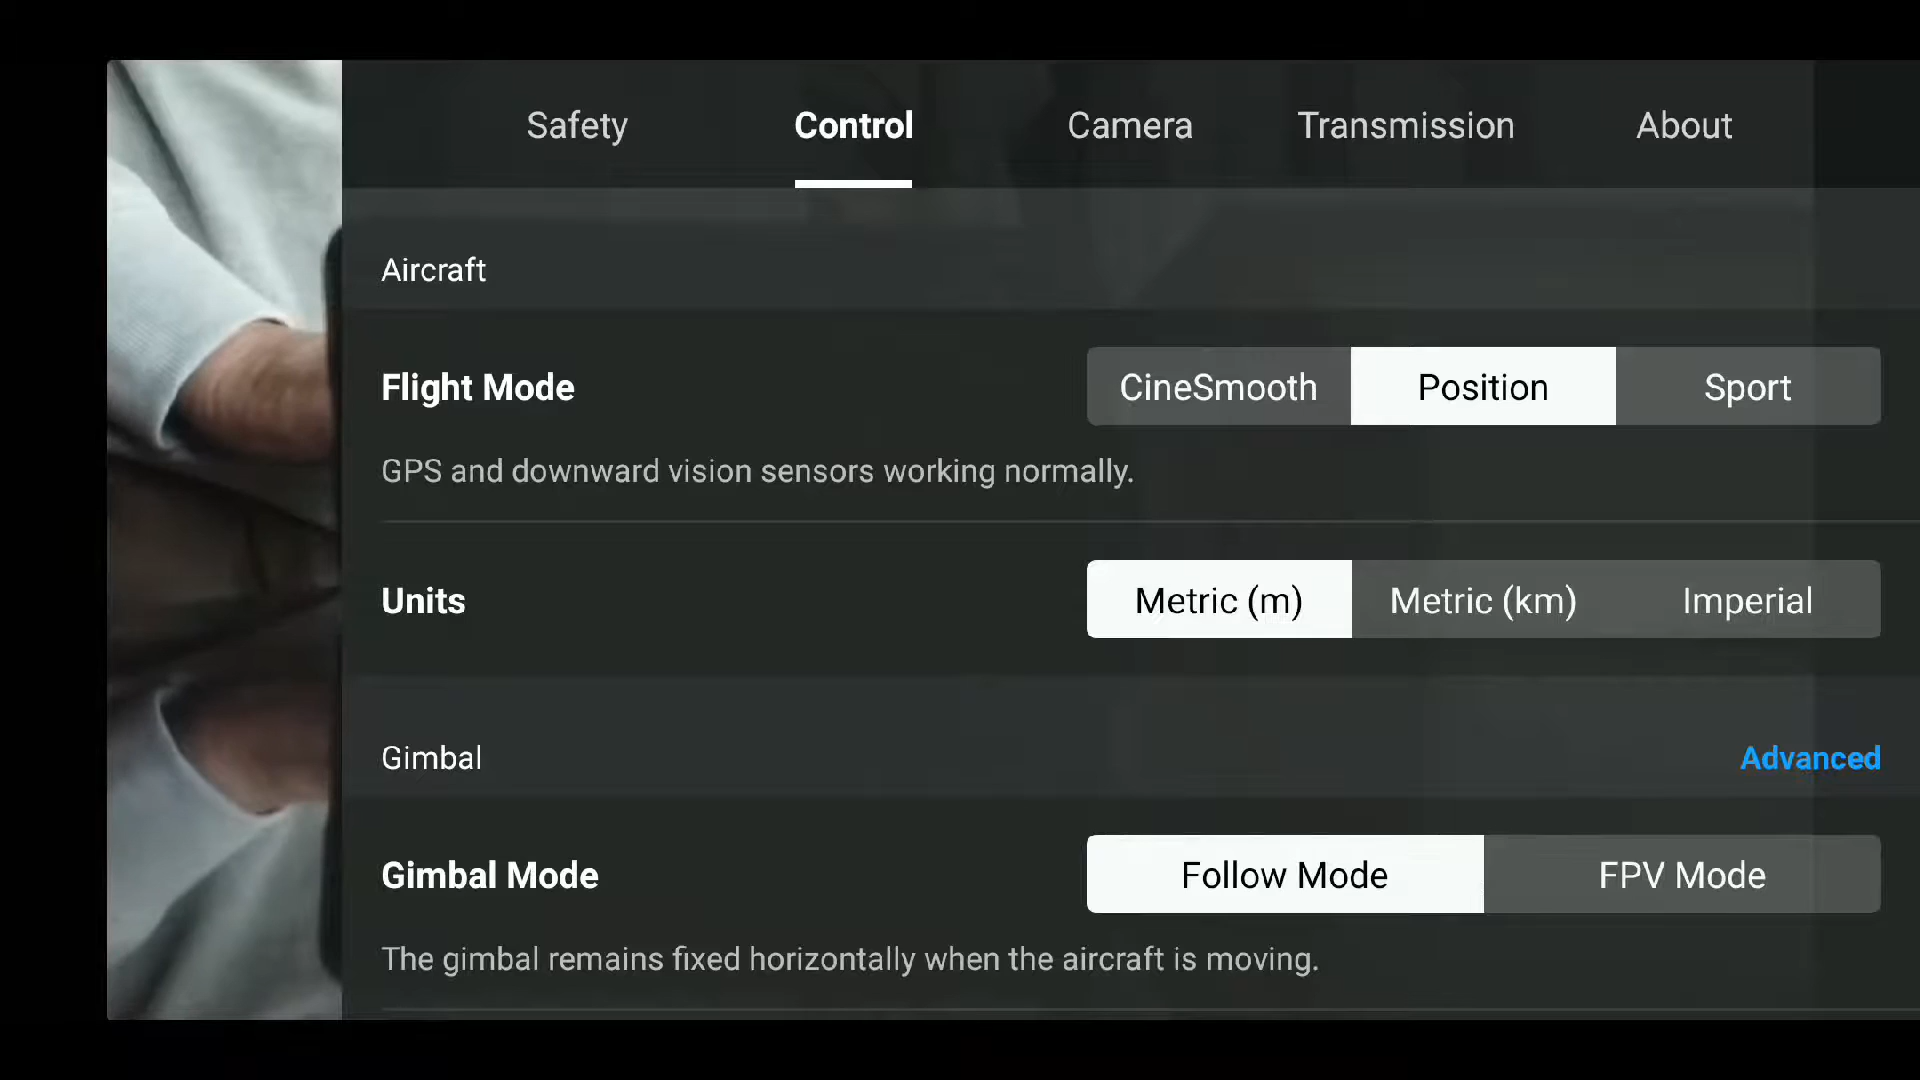 Safety Control Camera Transmission About
Aircraft
Flight Mode CineSmooth Position Sport
GPS and downward vision sensors working normally.
Units Metric (m) Metric (km) Imperial
Gimbal Advanced
Gimbal Mode Follow Mode FPV Mode
The gimbal remains fixed horizontally when the aircraft is moving.